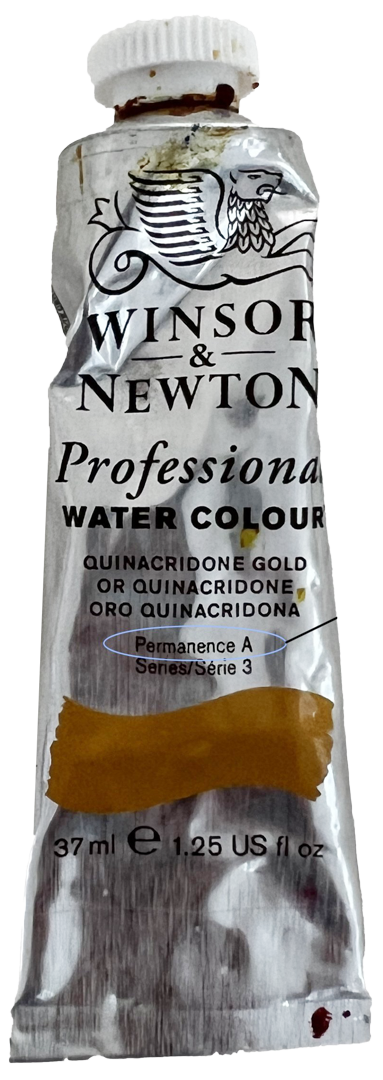 WINSOR
&
NEWTON
Professional
WATER COLOUR
QUINACRIDONE GOLD
OR QUINACRIDONE
ORO QUINACRIDONA
Permanence A
Series/Série 3
37 ml e 1.25 US fl oz